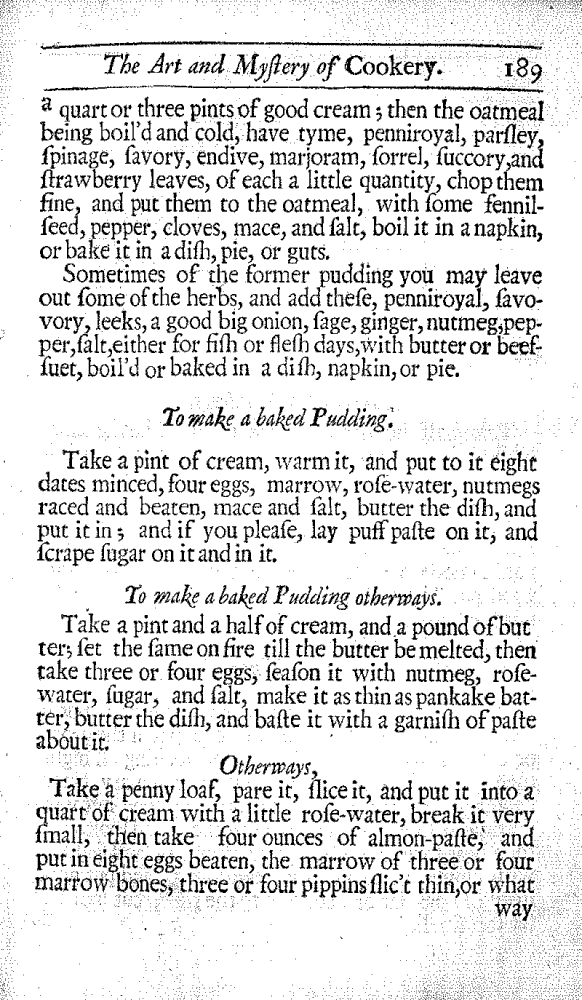 The Art and Myſtery of Cookery. 189
a quart or three pints of good cream; then the oatmeal
being boil'd and cold, have tyme, penniroyal, parſley,
ſpinage, ſavory, endive, marjoram, ſorrel, ſuccory,and
ſtrawberry leaves, of each a little quantity, chop them
fine, and put them to the oatmeal, with ſome fennil-
ſeed, pepper, cloves, mace, and ſalt, boil it in a napkin,
or bake it in a diſh, pie, or guts.
Sometimes of the former pudding you may leave
out ſome of the herbs, and add theſe, penniroyal, ſavo-
vory, leeks, a good big onion, ſage, ginger, nutmeg,pep-
per,ſalt,either for fiſh or fleſh days,with butter or beef-
ſuet, boil'd or baked in a diſh, napkin, or pie.
To make a baked Pudding.
Take a pint of cream, warm it, and put to it eight
dates minced, four eggs, marrow, roſe-water, nutmegs
raced and beaten, mace and ſalt, butter the diſh, and
put it in; and if you pleaſe, lay puff paſte on it, and
ſcrape ſugar on it and in it.
To make a baked Pudding otherways.
Take a pint and a half of cream, and a pound of but
ter; ſet the ſame on fire till the butter be melted, then
take three or four eggs, ſeaſon it with nutmeg, roſe-
water, ſugar, and ſalt, make it as thin as pankake bat-
ter, butter the diſh, and baſte it with a garniſh of paſte
about it.
Otherways,
Take a penny loaf, pare it, ſlice it, and put it into a
quart of cream with a little roſe-water, break it very
ſmall, then take four ounces of almon-paſte, and
put in eight eggs beaten, the marrow of three or four
marrow bones, three or four pippins ſlic't thin,or what
way